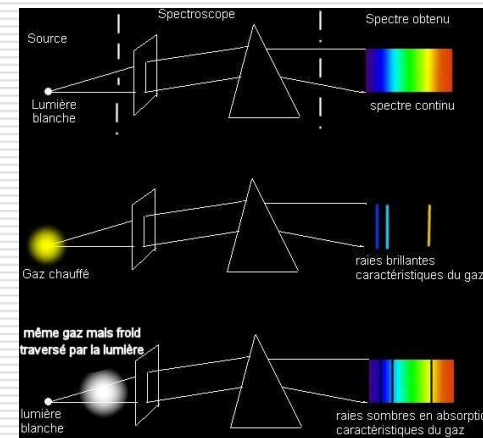 Spectroscope
Spectre obtenu
Source
Lumière
blanche
spectre continu
Gaz chauffé
raies brillantes
caractéristiques du gaz
même gaz mais froid
traversé par la lumière
lumière
blanche
raies sombres en absorptio
caractéristiques du gaz